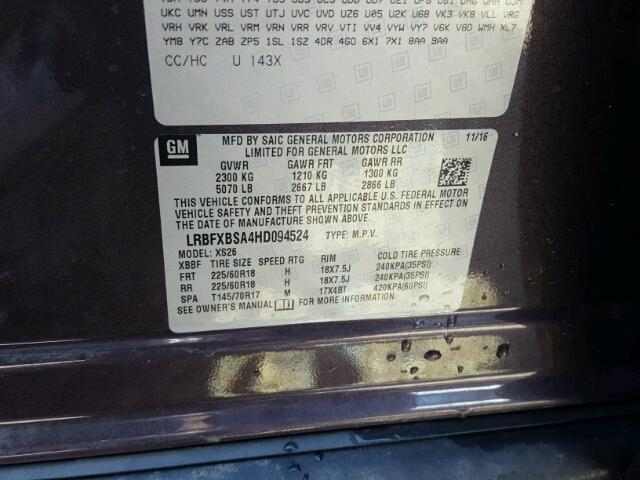 UKC UMN USS UST UTJ UVC UVD UZ6 U05 U2K U68 VK3 VK8 VLL VRG
VRH VRK VRL VRM VRN VRR VRV VTI VV4 VYW VY7 V6K V8D WMH XL7
YM8 Y7C ZAB ZP5 1SL 1SZ 4DR 4G0 6X1 7X1 8AA 9AA
CC/HC U 143X
GM
MFD BY SAIC GENERAL MOTORS CORPORATION 11/16
LIMITED FOR GENERAL MOTORS LLC
GVWR GAWR FRT GAWR RR
2300 KG 1210 KG 1300 KG
5070 LB 2667 LB 2866 LB
THIS VEHICLE CONFORMS TO ALL APPLICABLE U.S. FEDERAL MOTOR
VEHICLE SAFETY AND THEFT PREVENTION STANDARDS IN EFFECT ON
THE DATE OF MANUFACTURE SHOWN ABOVE.
LRBFXBSA4HD094524 TYPE: M.P.V.
MODEL: XS26
XBBF TIRE SIZE SPEED RTG RIM COLD TIRE PRESSURE
FRT 225/60R18 H 18X7.5J 240KPA(35PSI)
RR 225/60R18 H 18X7.5J 240KPA(35PSI)
SPA T145/70R17 M 17X4BT 420KPA(60PSI)
SEE OWNER'S MANUAL FOR MORE INFORMATION.